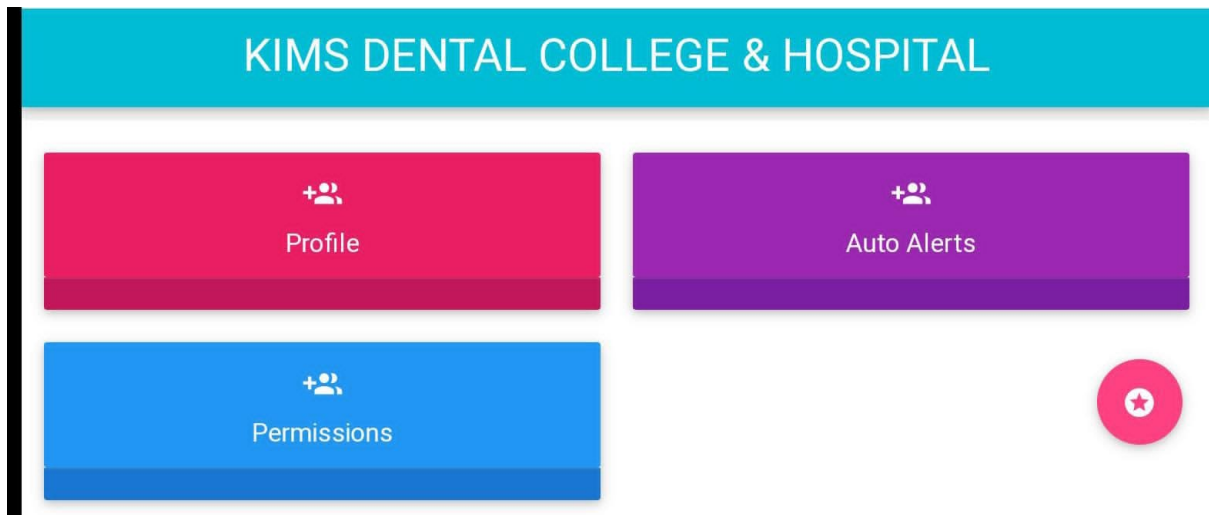 KIMS DENTAL COLLEGE & HOSPITAL
Profile
Auto Alerts
Permissions